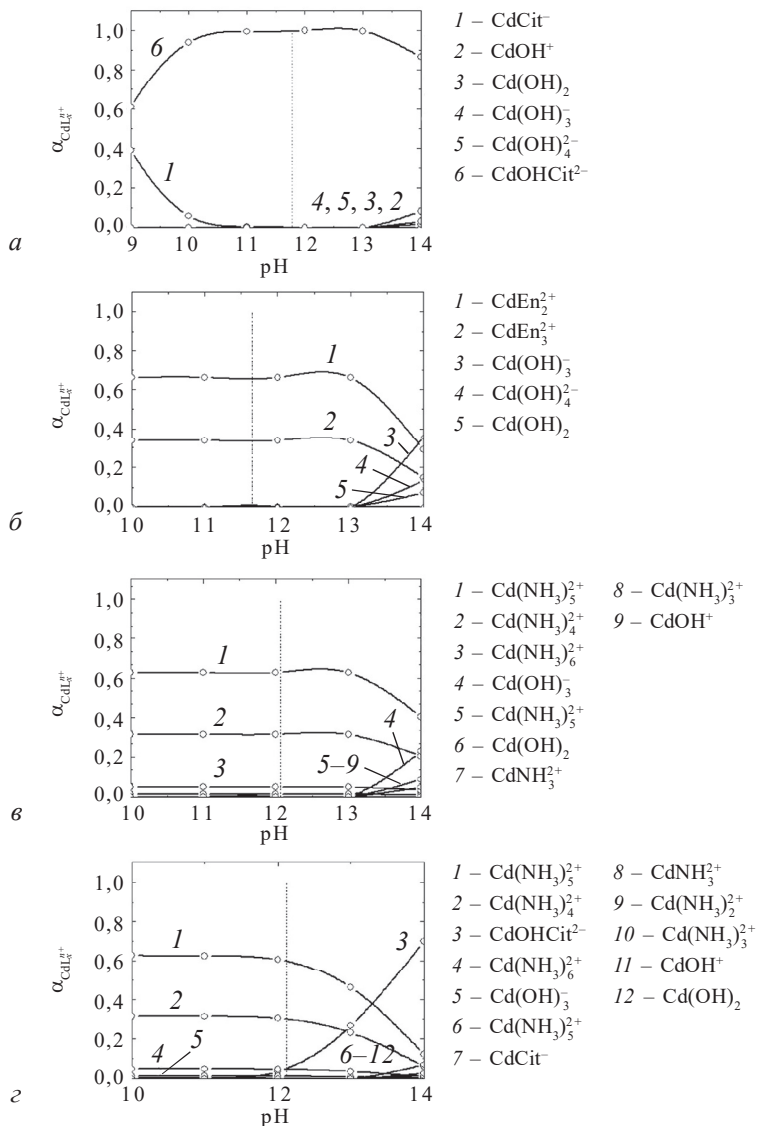 1 – CdCit⁻
2 – CdOH⁺
3 – Cd(OH)₂
4 – Cd(OH)₃⁻
5 – Cd(OH)₄²⁻
6 – CdOHCit²⁻
α CdLₓⁿ⁺
1,0
0,8
0,6
0,4
0,2
0,0
6
1
4, 5, 3, 2
9 10 11 12 13 14
pH
а
1 – CdEn₂²⁺
2 – CdEn₃²⁺
3 – Cd(OH)₃⁻
4 – Cd(OH)₄²⁻
5 – Cd(OH)₂
α CdLₓⁿ⁺
1,0
0,8
0,6
0,4
0,2
0,0
1
2
3
4
5
10 11 12 13 14
pH
б
1 – Cd(NH₃)₅²⁺ 8 – Cd(NH₃)₃²⁺
2 – Cd(NH₃)₄²⁺ 9 – CdOH⁺
3 – Cd(NH₃)₆²⁺
4 – Cd(OH)₃⁻
5 – Cd(NH₃)₅²⁺
6 – Cd(OH)₂
7 – CdNH₃²⁺
α CdLₓⁿ⁺
1,0
0,8
0,6
0,4
0,2
0,0
1
2
3
4
5–9
10 11 12 13 14
pH
в
1 – Cd(NH₃)₅²⁺ 8 – CdNH₃²⁺
2 – Cd(NH₃)₄²⁺ 9 – Cd(NH₃)₂²⁺
3 – CdOHCit²⁻ 10 – Cd(NH₃)₃²⁺
4 – Cd(NH₃)₆²⁺ 11 – CdOH⁺
5 – Cd(OH)₃⁻ 12 – Cd(OH)₂
6 – Cd(NH₃)₅²⁺
7 – CdCit⁻
α CdLₓⁿ⁺
1,0
0,8
0,6
0,4
0,2
0,0
1
2
3
4 5
6–12
10 11 12 13 14
pH
г